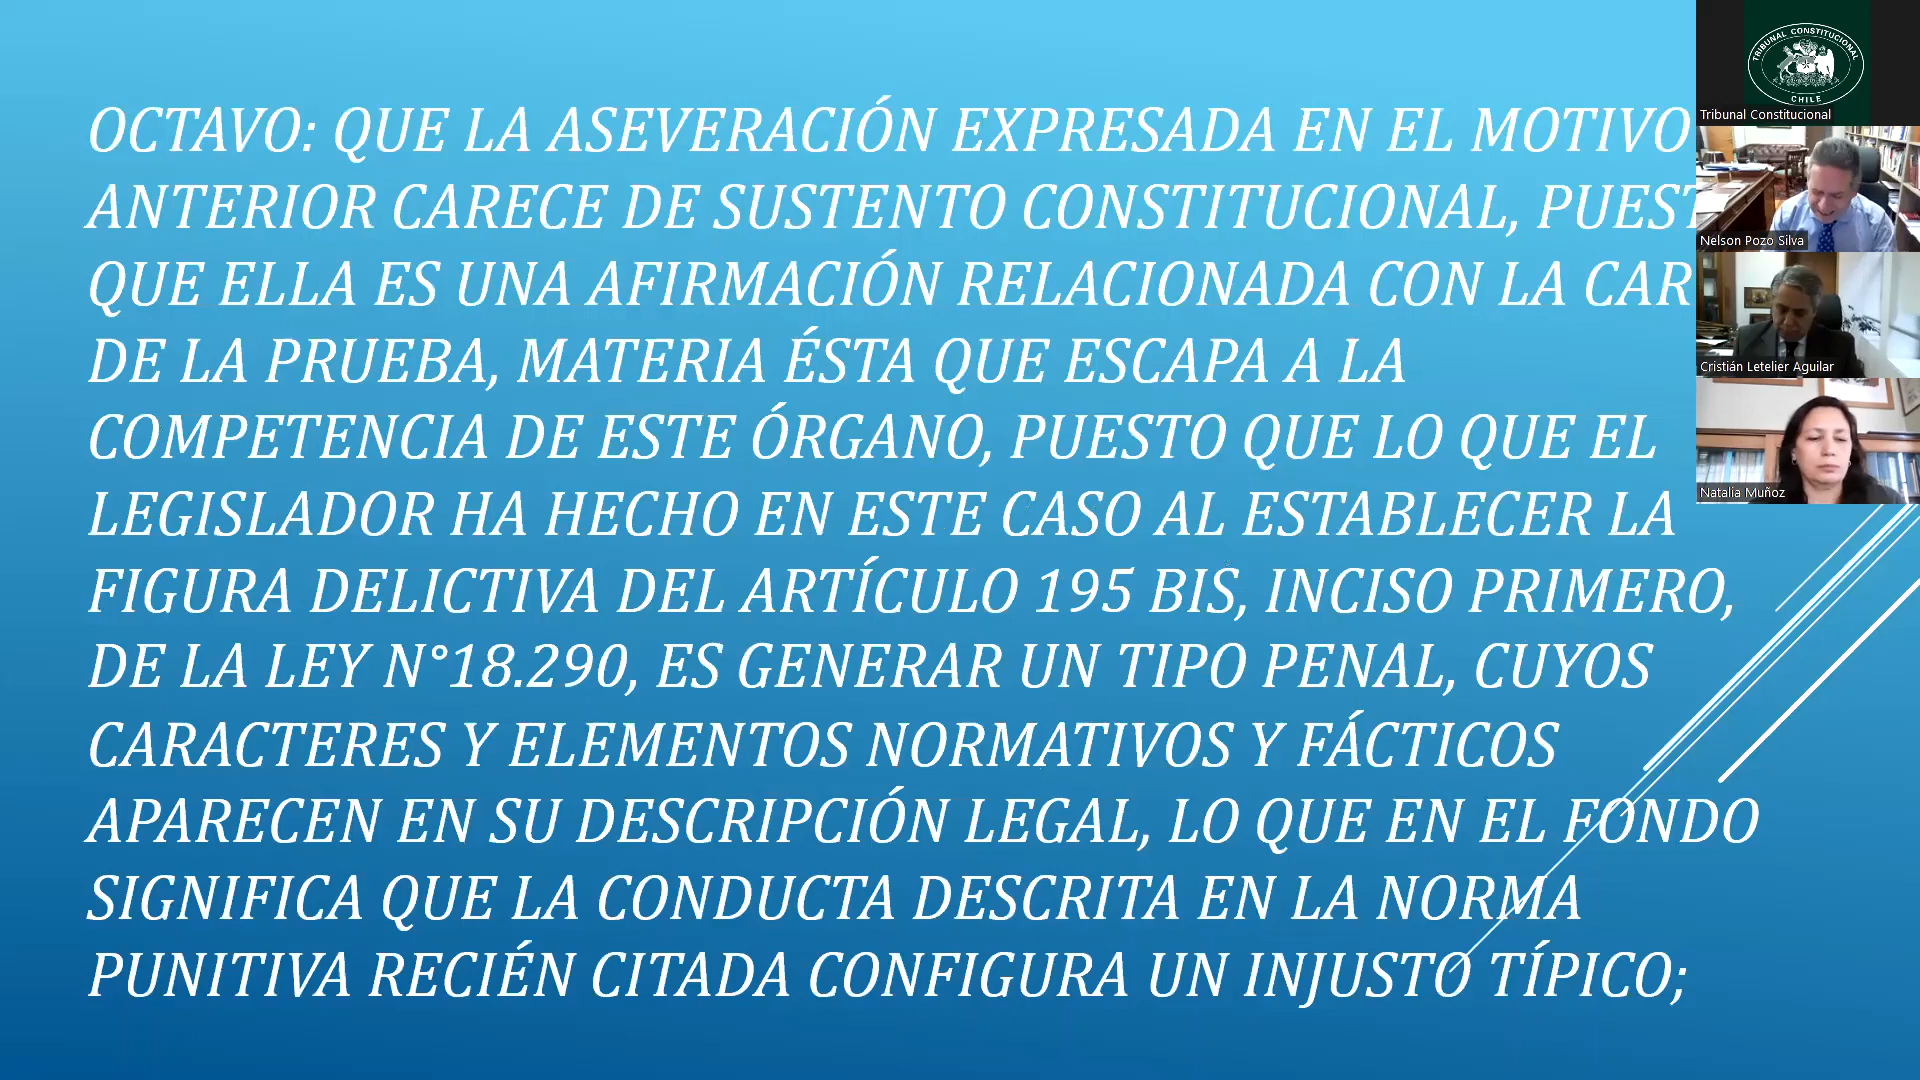 OCTAVO: QUE LA ASEVERACIÓN EXPRESADA EN EL MOTIVO
ANTERIOR CARECE DE SUSTENTO CONSTITUCIONAL, PUEST
QUE ELLA ES UNA AFIRMACIÓN RELACIONADA CON LA CAR
DE LA PRUEBA, MATERIA ÉSTA QUE ESCAPA A LA
COMPETENCIA DE ESTE ÓRGANO, PUESTO QUE LO QUE EL
LEGISLADOR HA HECHO EN ESTE CASO AL ESTABLECER LA
FIGURA DELICTIVA DEL ARTÍCULO 195 BIS, INCISO PRIMERO,
DE LA LEY N°18.290, ES GENERAR UN TIPO PENAL, CUYOS
CARACTERES Y ELEMENTOS NORMATIVOS Y FÁCTICOS
APARECEN EN SU DESCRIPCIÓN LEGAL, LO QUE EN EL FONDO
SIGNIFICA QUE LA CONDUCTA DESCRITA EN LA NORMA
PUNITIVA RECIÉN CITADA CONFIGURA UN INJUSTO TÍPICO;
TRIBUNAL CONSTITUCIONAL
CHILE
Tribunal Constitucional
Nelson Pozo Silva
Cristián Letelier Aguilar
Natalia Muñoz